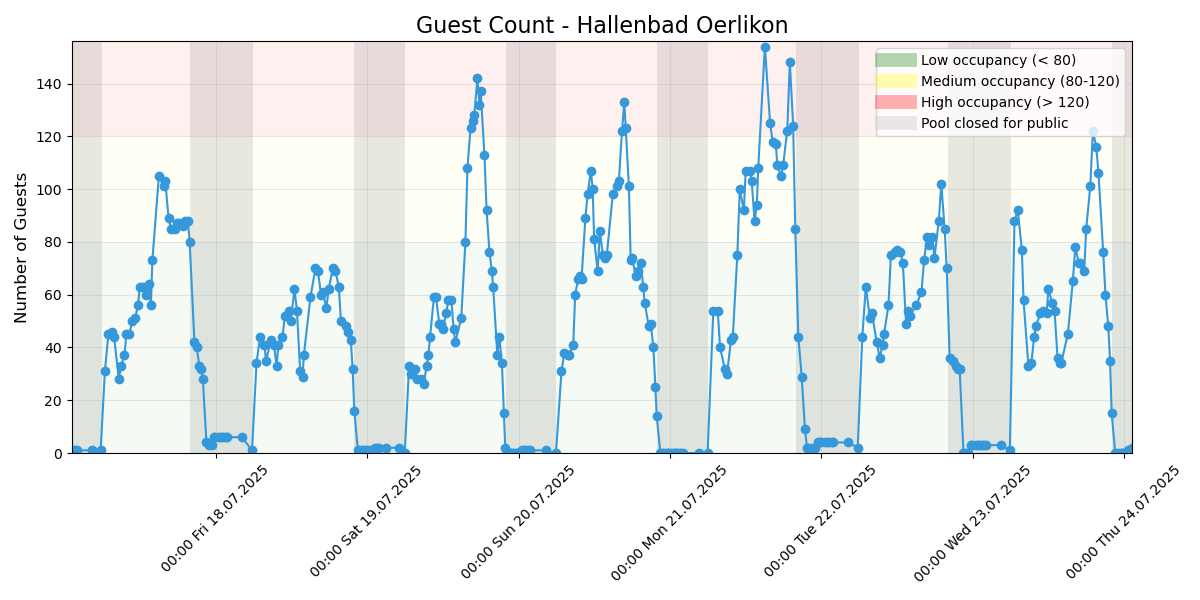 Guest Count - Hallenbad Oerlikon
Number of Guests
140
120
100
80
60
40
20
0
Low occupancy (< 80)
Medium occupancy (80-120)
High occupancy (> 120)
Pool closed for public
00:00 Fri 18.07.2025
00:00 Sat 19.07.2025
00:00 Sun 20.07.2025
00:00 Mon 21.07.2025
00:00 Tue 22.07.2025
00:00 Wed 23.07.2025
00:00 Thu 24.07.2025